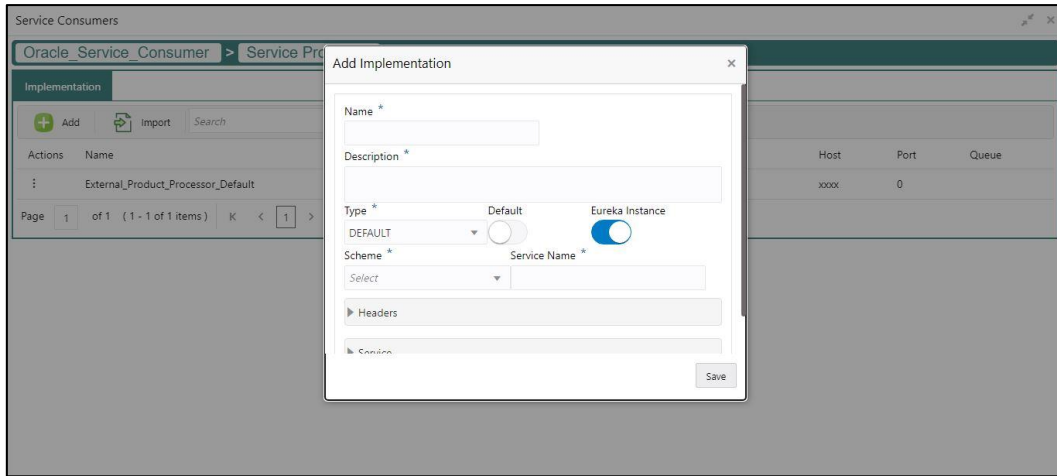 Service Consumers
Oracle_Service_Consumer > Service Pro
Implementation
Add Import Search
Actions Name Host Port Queue
External_Product_Processor_Default xxxx 0
Page 1 of 1 (1 - 1 of 1 items) K < 1 >
Add Implementation ×
Name *
Description *
Type * Default Eureka Instance
DEFAULT
Scheme * Service Name *
Select
Headers
Service
Save